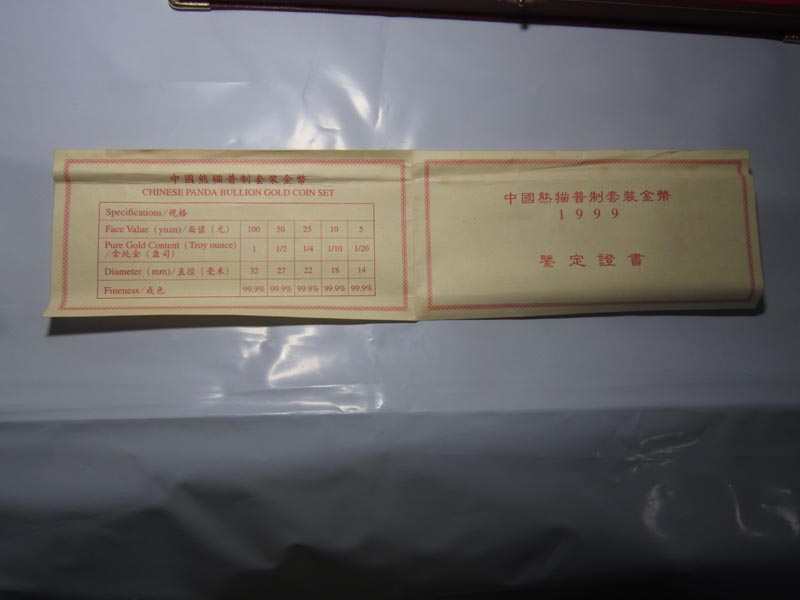 中國熊猫普制套裝金幣
CHINESE PANDA BULLION GOLD COIN SET
Specifications/规格
Face Value (yuan)/面值(元) 100 50 25 10 5
Pure Gold Content (Troy ounce)/含纯金(盎司) 1 1/2 1/4 1/10 1/20
Diameter (mm)/直徑(毫米) 32 27 22 18 14
Fineness/成色 99.9% 99.9% 99.9% 99.9% 99.9%
中國熊猫普制套裝金幣
1999
鑒定證書